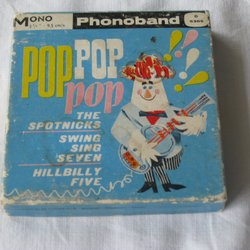 MONO
Phonoband
POP POP
pop
THE
SPOTNICKS
SWING
SING
SEVEN
HILLBILLY
FIVE